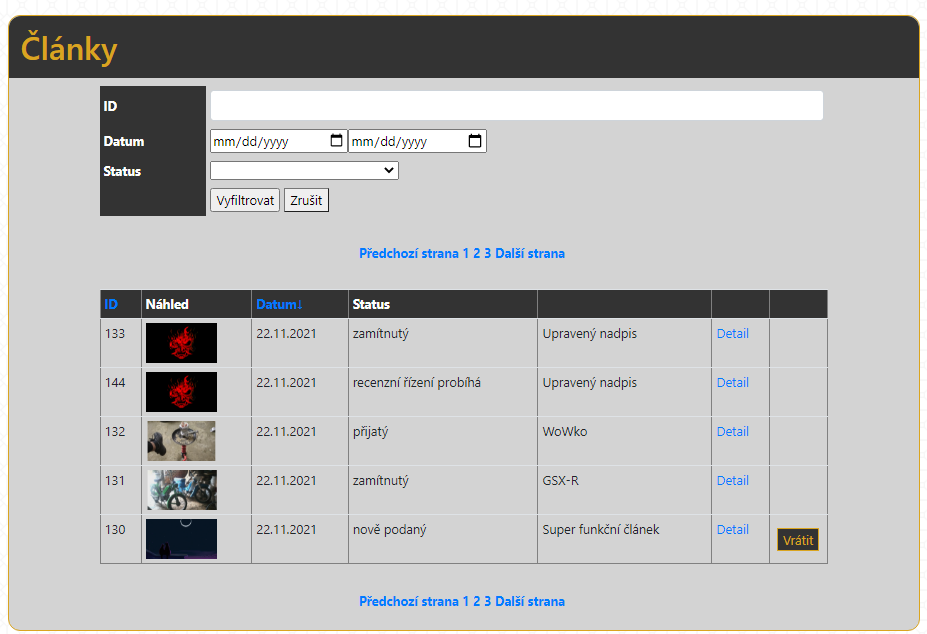 Články
ID
Datum mm/dd/yyyy mm/dd/yyyy
Status
Vyfiltrovat Zrušit
Předchozí strana 1 2 3 Další strana
ID Náhled Datum↓ Status
133 22.11.2021 zamítnutý Upravený nadpis Detail
144 22.11.2021 recenzní řízení probíhá Upravený nadpis Detail
132 22.11.2021 přijatý WoWko Detail
131 22.11.2021 zamítnutý GSX-R Detail
130 22.11.2021 nově podaný Super funkční článek Detail Vrátit
Předchozí strana 1 2 3 Další strana